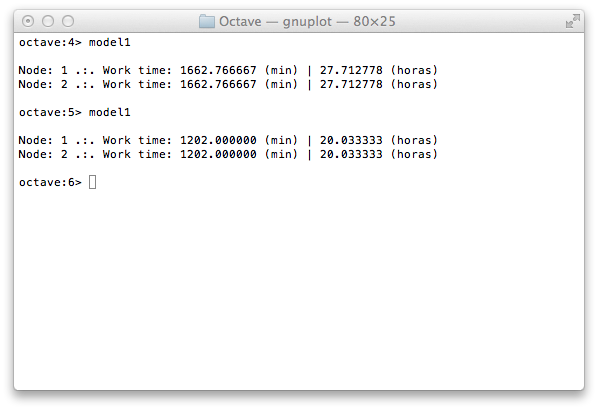 Octave — gnuplot — 80×25
octave:4> model1
Node: 1 .:. Work time: 1662.766667 (min) | 27.712778 (horas)
Node: 2 .:. Work time: 1662.766667 (min) | 27.712778 (horas)
octave:5> model1
Node: 1 .:. Work time: 1202.000000 (min) | 20.033333 (horas)
Node: 2 .:. Work time: 1202.000000 (min) | 20.033333 (horas)
octave:6>